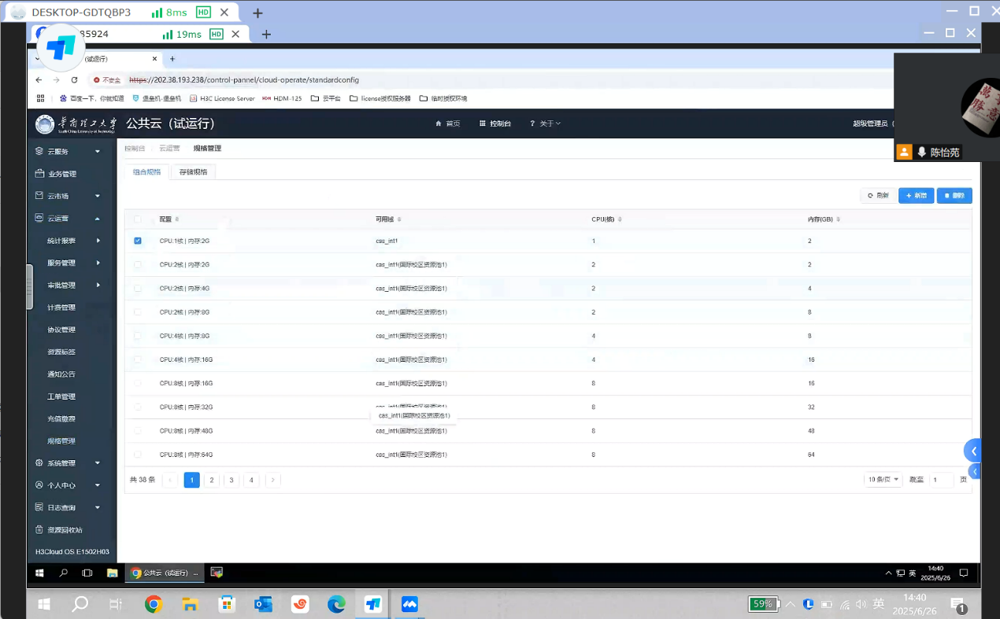 DESKTOP-GDTQBP3 8ms HD
85924 19ms HD
(试运行)
不安全 https://202.38.193.238/control-pannel/cloud-operate/standardconfig
百度一下，你就知道 堡垒机-堡垒机 H3C License Server HDM HDM-125 云平台 license授权服务器 临时授权环境
华南理工大学 公共云（试运行） 首页 控制台 ? 关于 超级管理员
South China University of Technology
陈怡苑
云服务
业务管理
云市场
云运营
统计报表
服务管理
审批管理
计费管理
协议管理
资源标签
通知公告
工单管理
充值缴费
规格管理
系统管理
个人中心
日志查询
资源回收站
H3Cloud OS E1502H03
控制台 / 云运营 规格管理
组合规格 存储规格
刷新 + 新增 删除
配置 可用域 CPU(核) 内存(GB)
CPU:1核 | 内存:2G cas_int1 1 2
CPU:2核 | 内存:2G cas_int1(国际校区资源池1) 2 2
CPU:2核 | 内存:4G cas_int1(国际校区资源池1) 2 4
CPU:2核 | 内存:8G cas_int1(国际校区资源池1) 2 8
CPU:4核 | 内存:8G cas_int1(国际校区资源池1) 4 8
CPU:4核 | 内存:16G cas_int1(国际校区资源池1) 4 16
CPU:8核 | 内存:16G cas_int1(国际校区资源池1) 8 16
CPU:8核 | 内存:32G cas_int1(国际校区资源池1) 8 32
cas_int1(国际校区资源池1)
CPU:8核 | 内存:48G cas_int1(国际校区资源池1) 8 48
CPU:8核 | 内存:64G cas_int1(国际校区资源池1) 8 64
共 38 条 1 2 3 4 10 条/页 跳至 1 页
公共云（试运行）... 英 14:40
2025/6/26
59% 英 14:40
2025/6/26
1